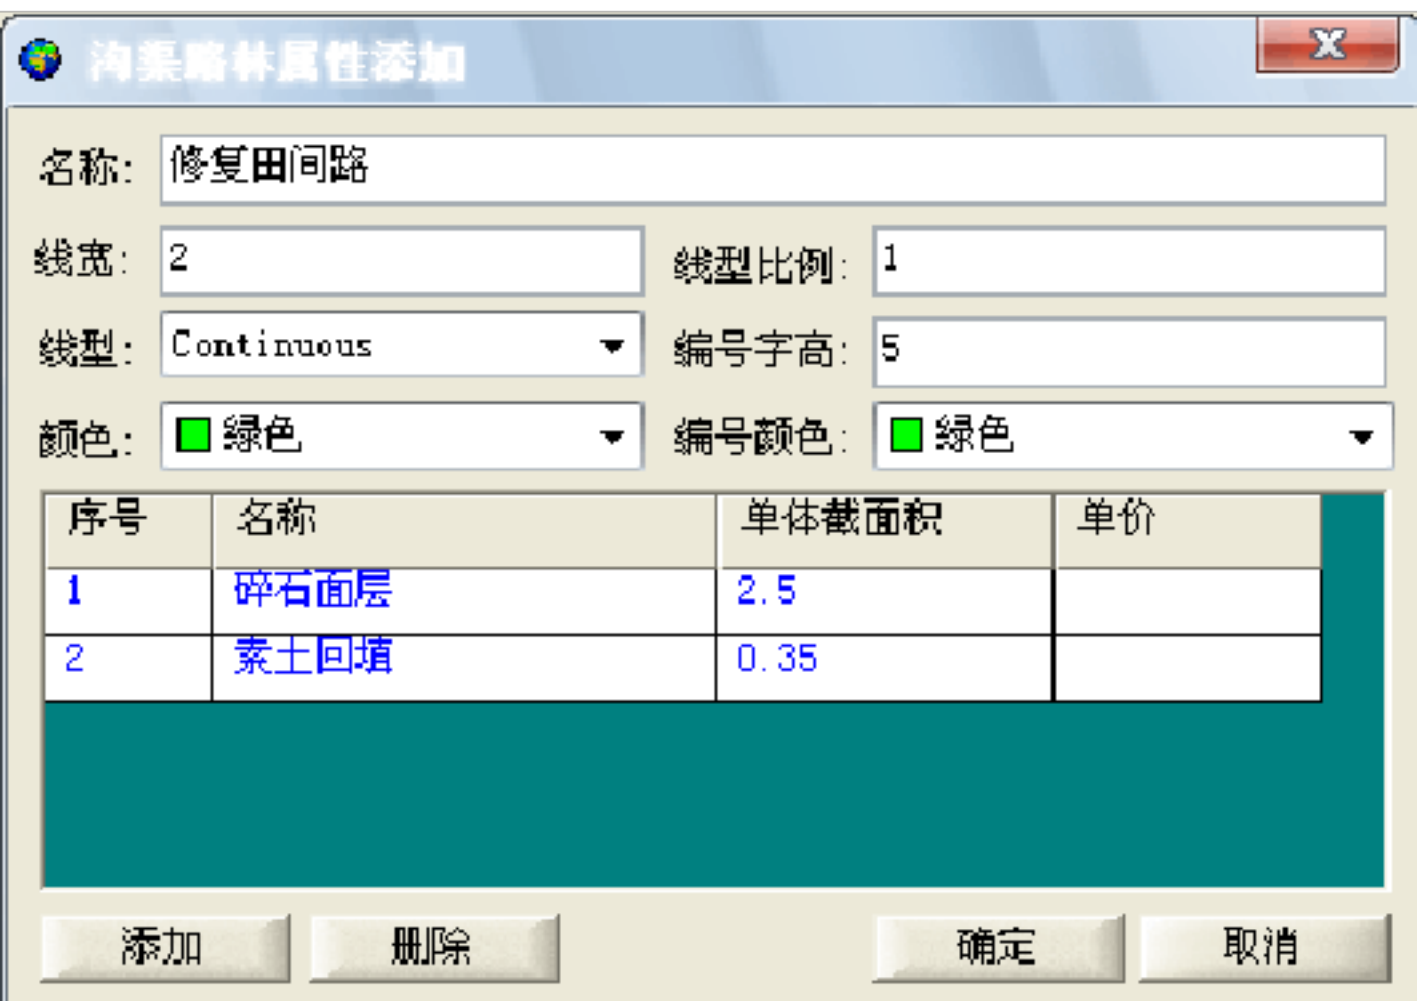 沟渠路林属性添加
名称: 修复田间路
线宽: 2 线型比例: 1
线型: Continuous 编号字高: 5
颜色: 緑色 编号颜色: 緑色
序号 名称 单体截面积 单价
1 碎石面层 2.5
2 素土回填 0.35
添加 删除 确定 取消